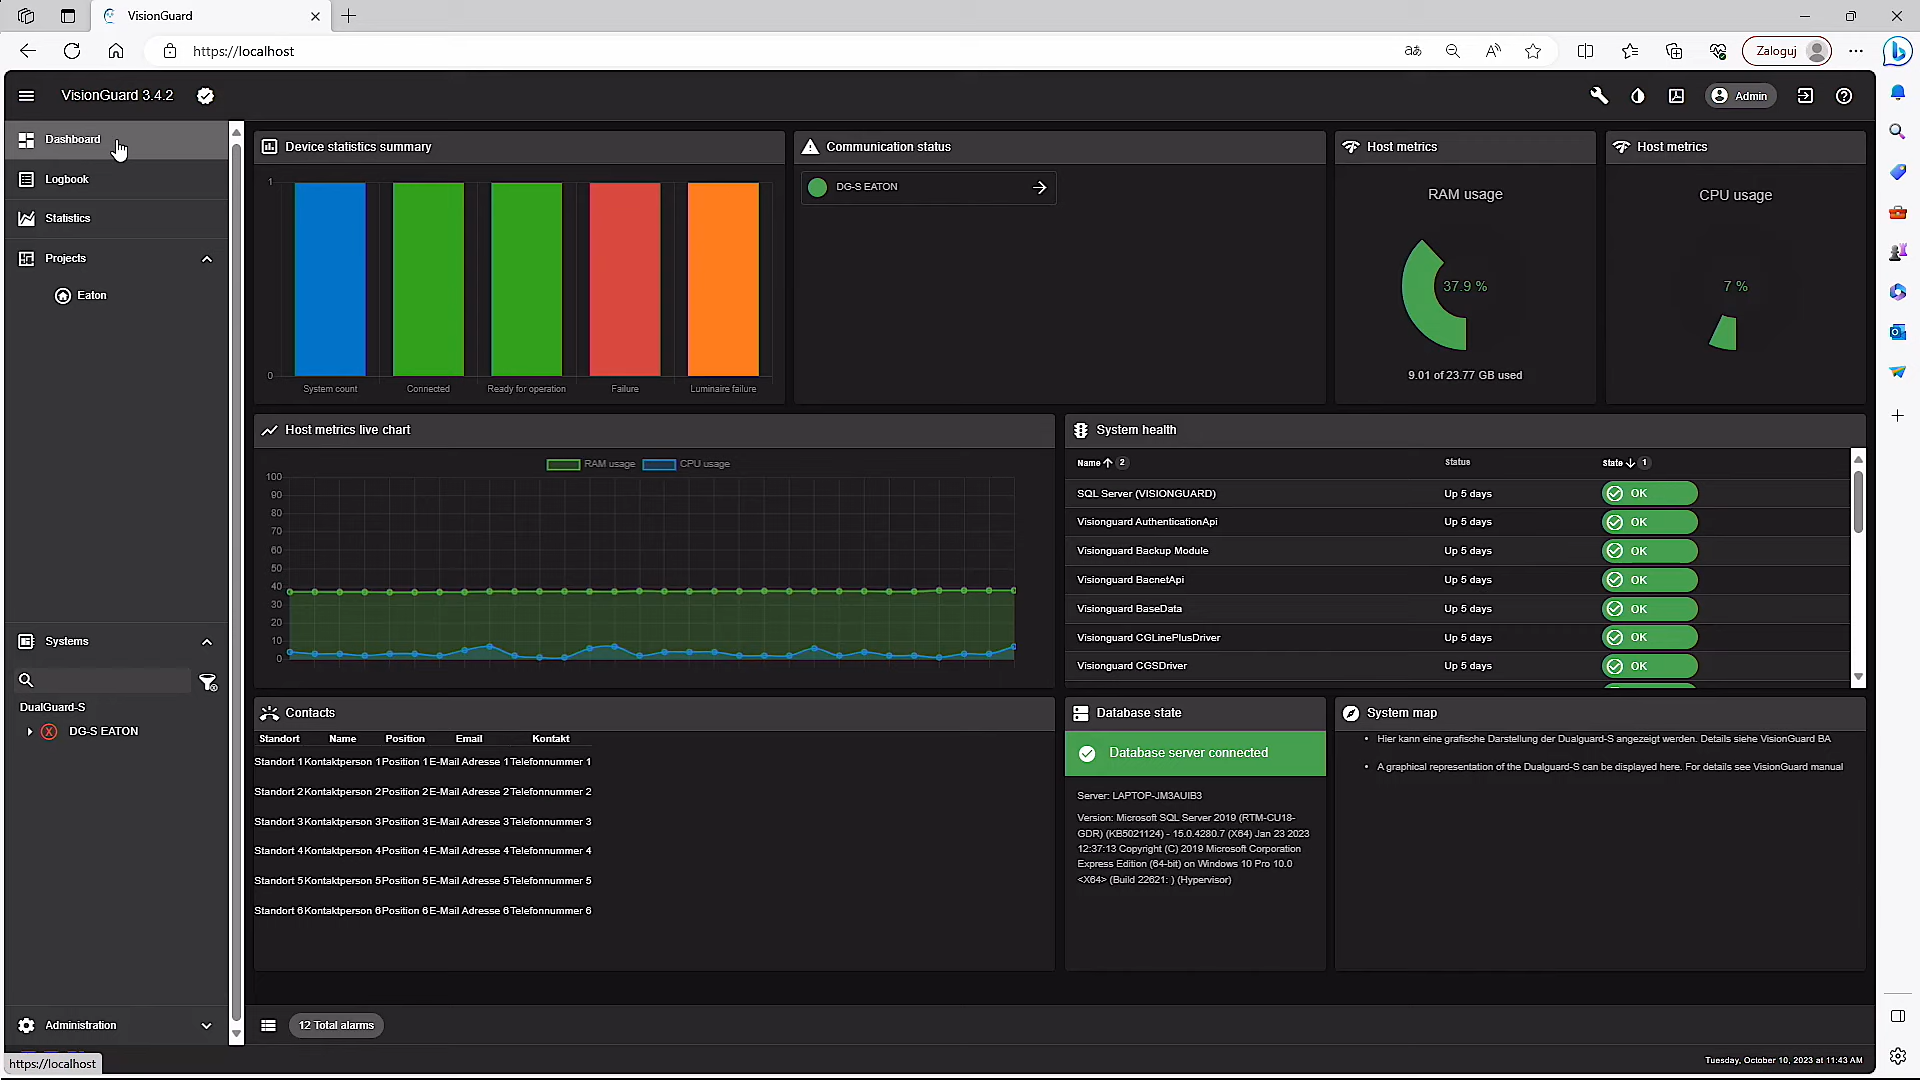 VisionGuard
https://localhost
Zaloguj
VisionGuard 3.4.2
Admin
Dashboard
Logbook
Statistics
Projects
Eaton
Systems
DualGuard-S
DG-S EATON
Administration
https://localhost
Device statistics summary
1
0
System count
Connected
Ready for operation
Failure
Luminaire failure
Communication status
DG-S EATON
Host metrics
RAM usage
37.9 %
9.01 of 23.77 GB used
Host metrics
CPU usage
7 %
Host metrics live chart
RAM usage
CPU usage
100
90
80
70
60
50
40
30
20
10
0
System health
Name 2 Status State 1
SQL Server (VISIONGUARD) Up 5 days OK
Visionguard AuthenticationApi Up 5 days OK
Visionguard Backup Module Up 5 days OK
Visionguard BacnetApi Up 5 days OK
Visionguard BaseData Up 5 days OK
Visionguard CGLinePlusDriver Up 5 days OK
Visionguard CGSDriver Up 5 days OK
Contacts
Standort Name Position Email Kontakt
Standort 1 Kontaktperson 1 Position 1 E-Mail Adresse 1 Telefonnummer 1
Standort 2 Kontaktperson 2 Position 2 E-Mail Adresse 2 Telefonnummer 2
Standort 3 Kontaktperson 3 Position 3 E-Mail Adresse 3 Telefonnummer 3
Standort 4 Kontaktperson 4 Position 4 E-Mail Adresse 4 Telefonnummer 4
Standort 5 Kontaktperson 5 Position 5 E-Mail Adresse 5 Telefonnummer 5
Standort 6 Kontaktperson 6 Position 6 E-Mail Adresse 6 Telefonnummer 6
Database state
Database server connected
Server: LAPTOP-JM3AUIB3
Version: Microsoft SQL Server 2019 (RTM-CU18-
GDR) (KB5021124) - 15.0.4280.7 (X64) Jan 23 2023
12:37:13 Copyright (C) 2019 Microsoft Corporation
Express Edition (64-bit) on Windows 10 Pro 10.0
<X64> (Build 22621: ) (Hypervisor)
System map
Hier kann eine grafische Darstellung der Dualguard-S angezeigt werden. Details siehe VisionGuard BA
A graphical representation of the Dualguard-S can be displayed here. For details see VisionGuard manual
12 Total alarms
Tuesday, October 10, 2023 at 11:43 AM